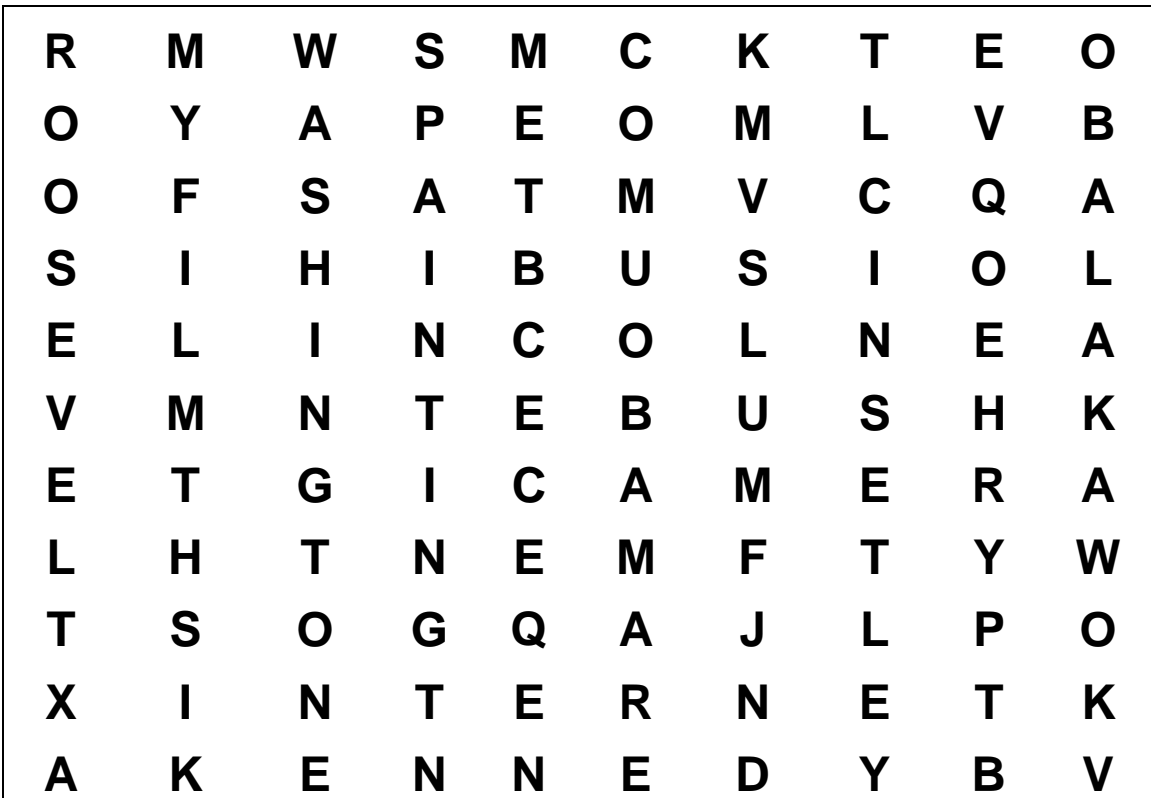 R M W S M C K T E O
O Y A P E O M L V B
O F S A T M V C Q A
S I H I B U S I O L
E L I N C O L N E A
V M N T E B U S H K
E T G I C A M E R A
L H T N E M F T Y W
T S O G Q A J L P O
X I N T E R N E T K
A K E N N E D Y B V